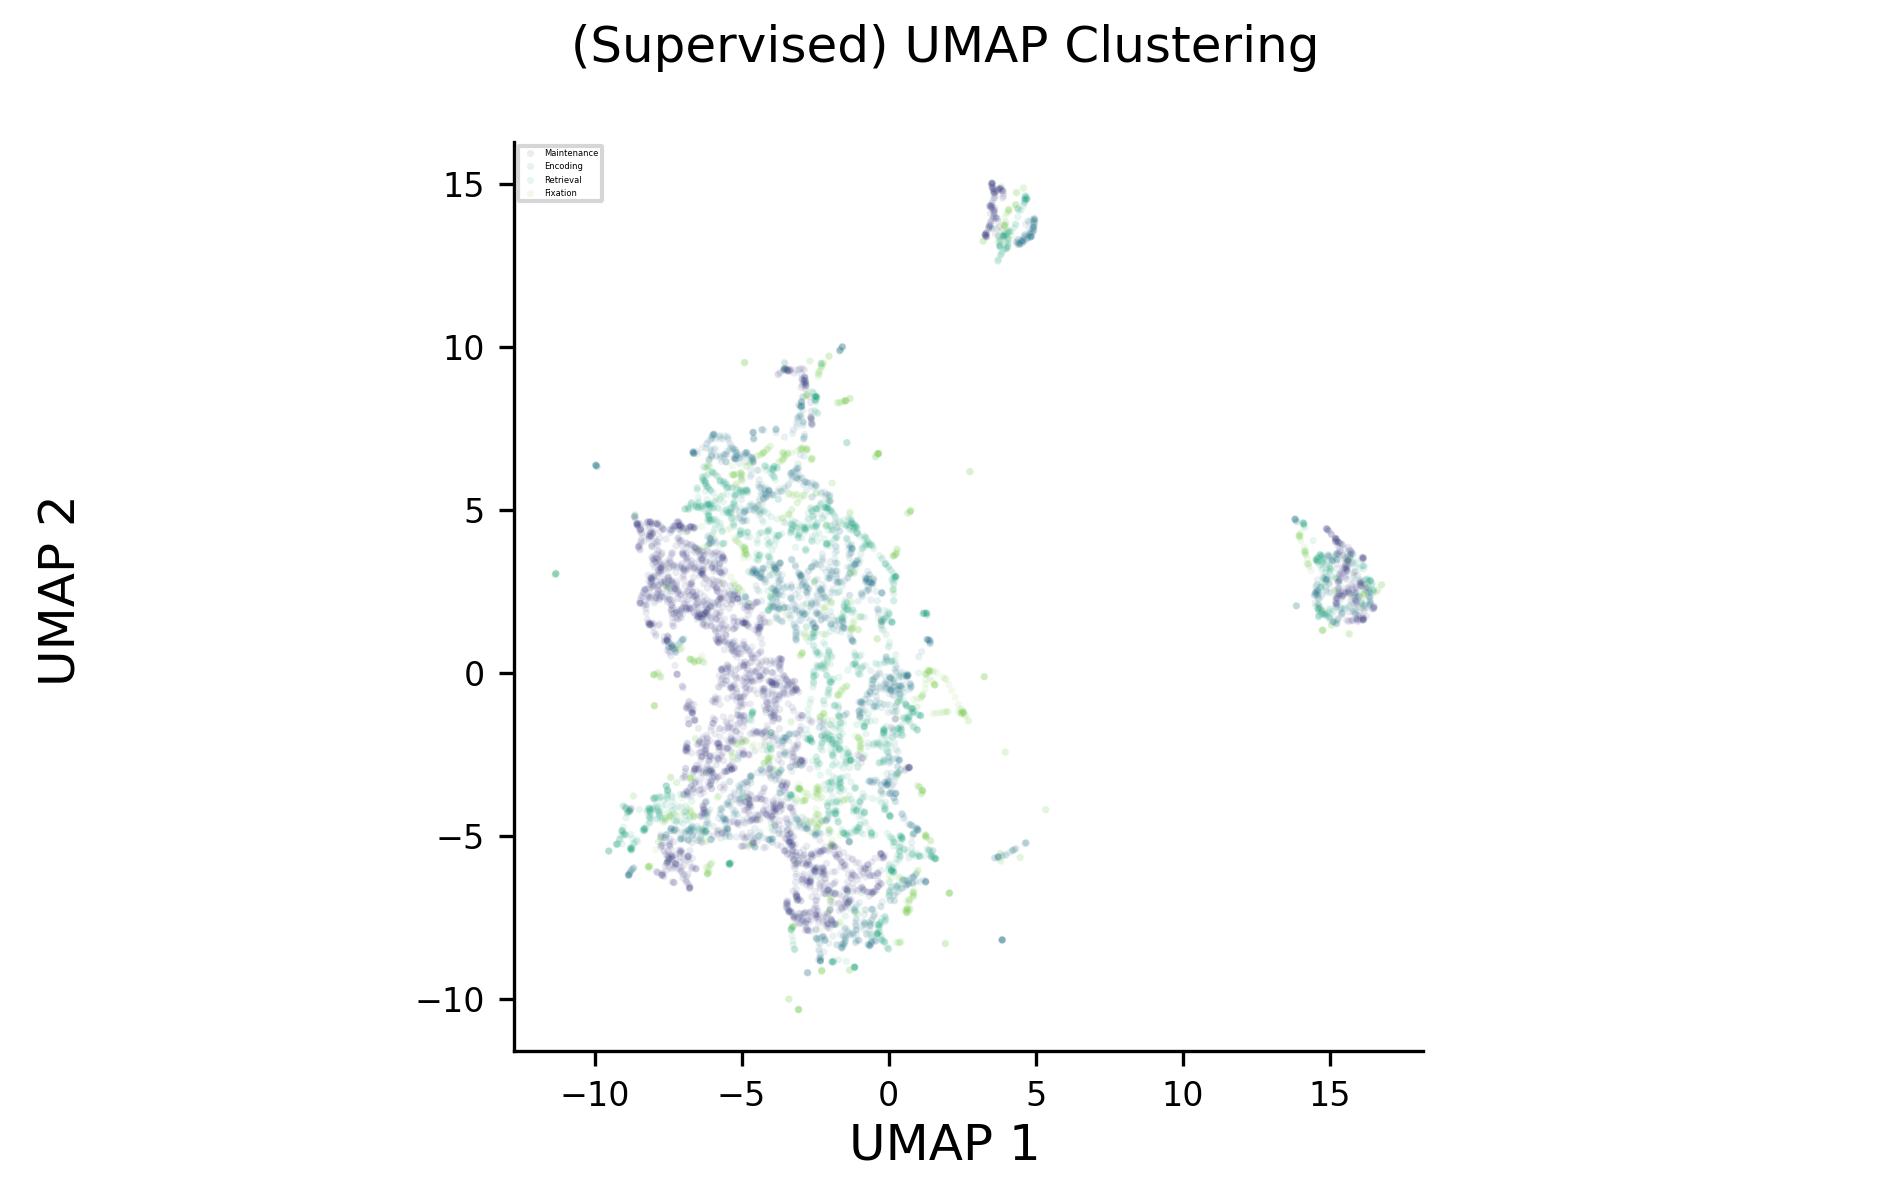 (Supervised) UMAP Clustering
Maintenance
Encoding
Retrieval
Fixation
UMAP 2
15
10
5
0
−5
−10
−10 −5 0 5 10 15
UMAP 1